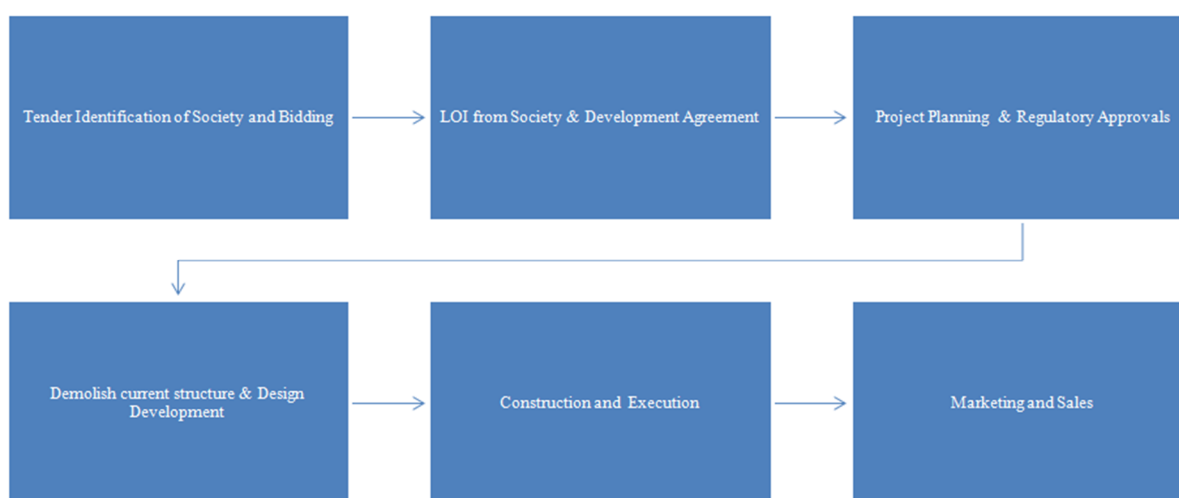 Tender Identification of Society and Bidding
LOI from Society & Development Agreement
Project Planning & Regulatory Approvals
Demolish current structure & Design
Development
Construction and Execution
Marketing and Sales